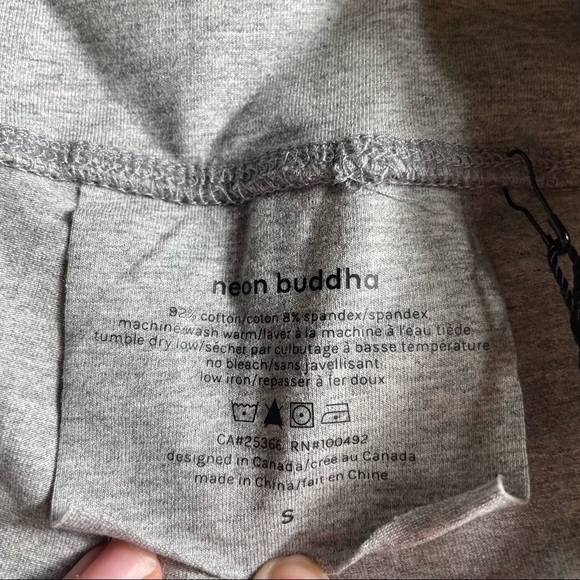 neon buddha
92% cotton/coton 8% spandex/spandex
machine wash warm/laver à la machine à l'eau tiède
tumble dry low/sécher par culbutage à basse température
no bleach/sans javellisant
low iron/repasser à fer doux
CA#25366 RN#100492
designed in Canada/créé au Canada
made in China/fait en Chine
S